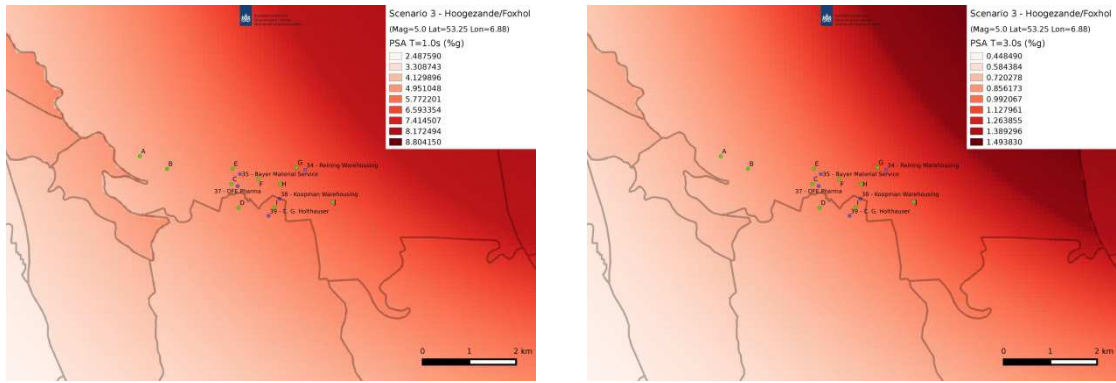 Scenario 3 - Hoogezande/Foxhol
(Mag=5.0 Lat=53.25 Lon=6.88)
PSA T=1.0s (%g)
2.487590
3.308743
4.129896
4.951048
5.772201
6.593354
7.414507
8.172494
8.804150
A
B
E
G
34 - Reining Warehousing
35 - Bayer Material Service
C
F
H
37 - DFE Pharma
38 - Koopman Warehousing
D
I
J
39 - C. G. Holthausen
0 1 2 km
Scenario 3 - Hoogezande/Foxhol
(Mag=5.0 Lat=53.25 Lon=6.88)
PSA T=3.0s (%g)
0.448490
0.584384
0.720278
0.856173
0.992067
1.127961
1.263855
1.389296
1.493830
A
B
E
G
34 - Reining Warehousing
35 - Bayer Material Service
C
F
H
37 - DFE Pharma
38 - Koopman Warehousing
D
I
J
39 - C. G. Holthausen
0 1 2 km